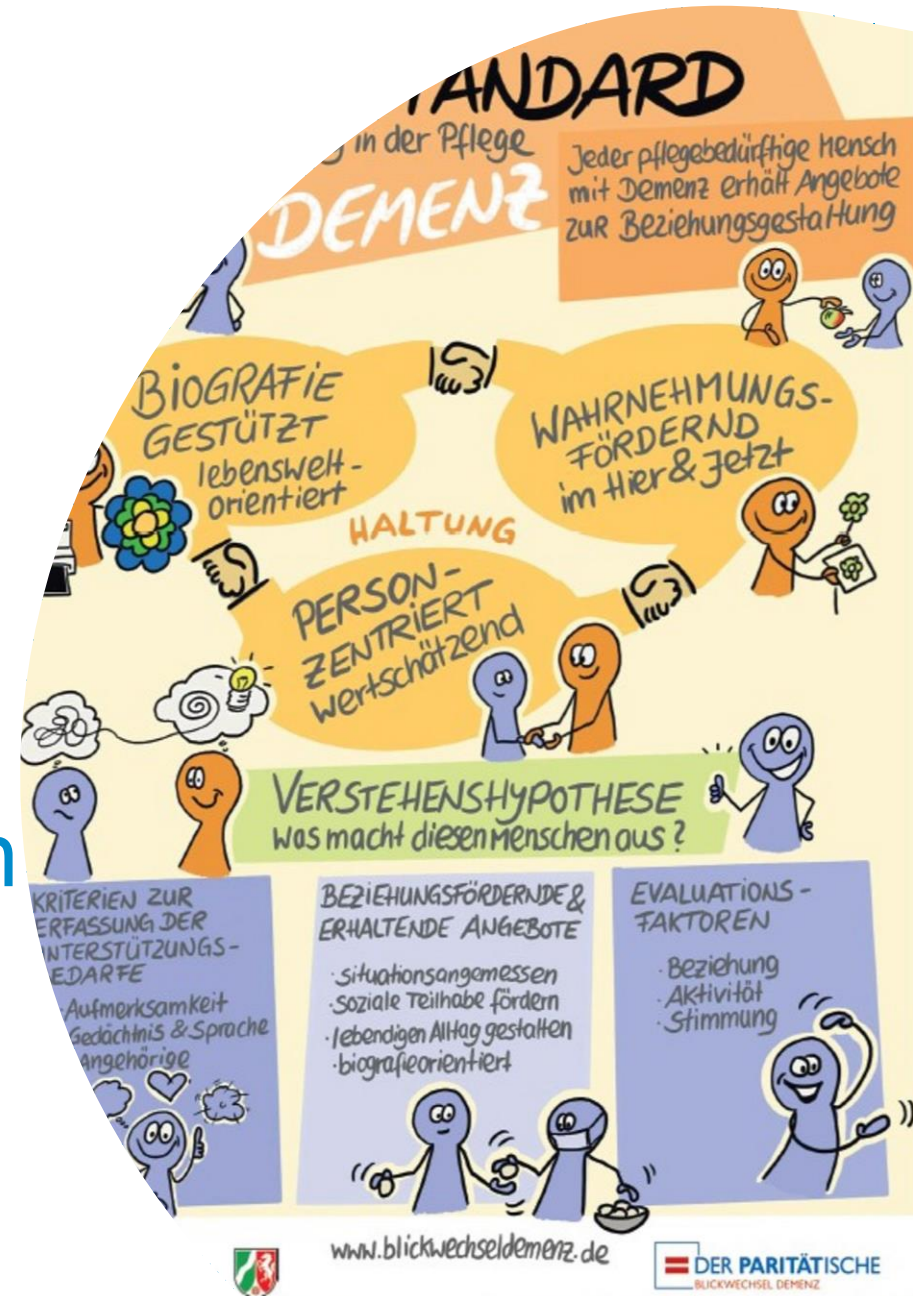 in der Pflege
DEMENZ
Jeder pflegebedürftige Mensch
mit Demenz erhält Angebote
zur Beziehungsgestaltung
BIOGRAFIE
GESTÜTZT
lebenswelt-
orientiert
WAHRNEHMUNGS-
FÖRDERND
im Hier & Jetzt
HALTUNG
PERSON-
ZENTRIERT
wertschätzend
VERSTEHENSHYPOTHESE
was macht diesen Menschen aus?
KRITERIEN ZUR
ERFASSUNG DER
NTERSTÜTZUNGS-
EDARFE
Aufmerksamkeit
Gedächtnis & Sprache
Angehörige
BEZIEHUNGSFÖRDERNDE &
ERHALTENDE ANGEBOTE
· situationsangemessen
· soziale Teilhabe fördern
· lebendigen Alltag gestalten
· biografieorientiert
EVALUATIONS-
FAKTOREN
· Beziehung
· Aktivität
· Stimmung
www.blickwechseldemenz.de
DER PARITÄTISCHE
BLICKWECHSEL DEMENZ